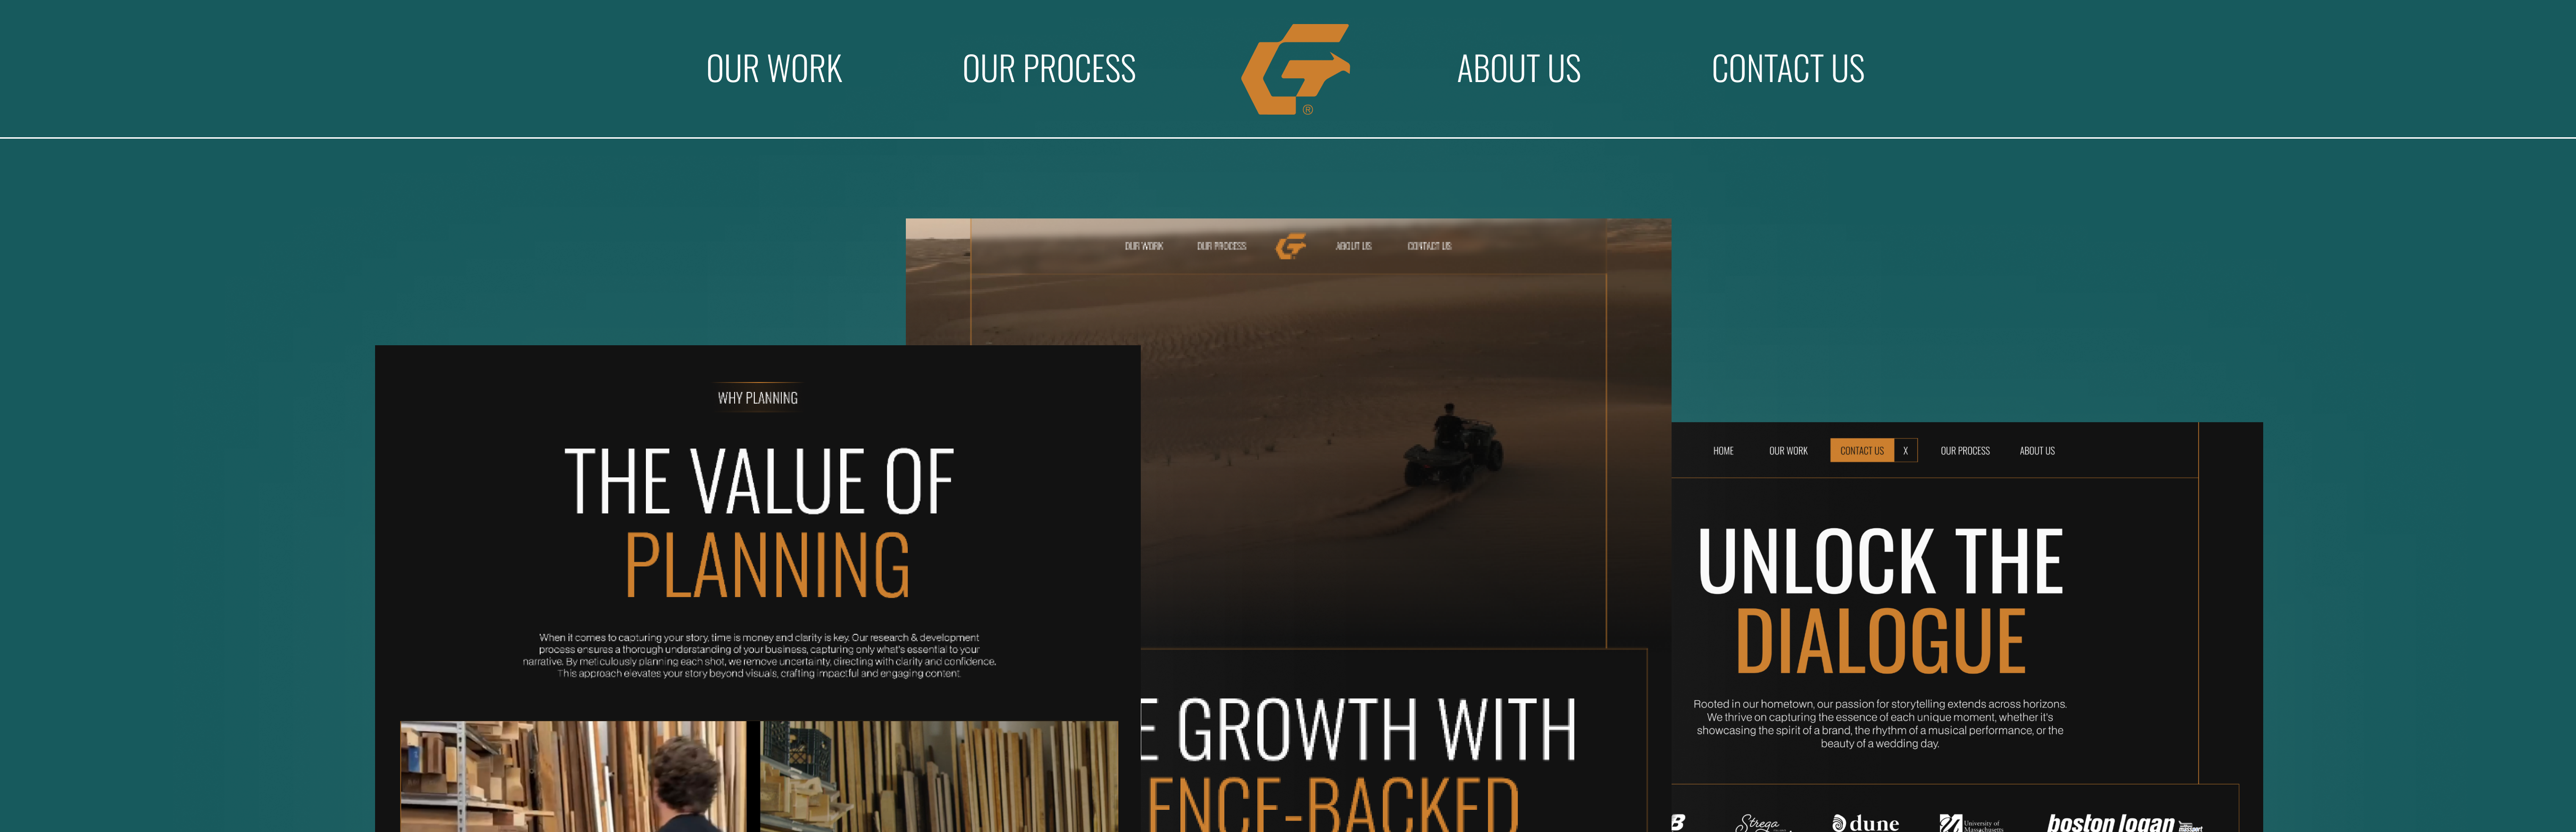 OUR WORK OUR PROCESS ABOUT US CONTACT US
®
OUR WORK OUR PROCESS ABOUT US CONTACT US
WHY PLANNING
THE VALUE OF
PLANNING
When it comes to capturing your story, time is money and clarity is key. Our research & development
process ensures a thorough understanding of your business, capturing only what's essential to your
narrative. By meticulously planning each shot, we remove uncertainty, directing with clarity and confidence.
This approach elevates your story beyond visuals, crafting impactful and engaging content.
E GROWTH WITH
ENCE-BACKED
HOME OUR WORK CONTACT US X OUR PROCESS ABOUT US
UNLOCK THE
DIALOGUE
Rooted in our hometown, our passion for storytelling extends across horizons.
We thrive on capturing the essence of each unique moment, whether it's
showcasing the spirit of a brand, the rhythm of a musical performance, or the
beauty of a wedding day.
B Strega dune University of Massachusetts boston logan massport